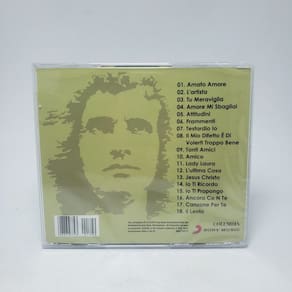 01. Amato Amore
02. L'artista
03. Tu Meraviglia
04. Amore Mi Sbagliai
05. Attitudini
06. Frammenti
07. Testardo Io
08. Il Mio Difetto È Di
Volerti Troppo Bene
09. Tanti Amici
10. Amico
11. Lady Laura
12. L'ultima Cosa
13. Jesus Christo
14. Io Ti Ricordo
15. Io Ti Propongo
16. Ancora Con Te
17. Canzone Per Te
18. Il Leone
SONY MUSIC